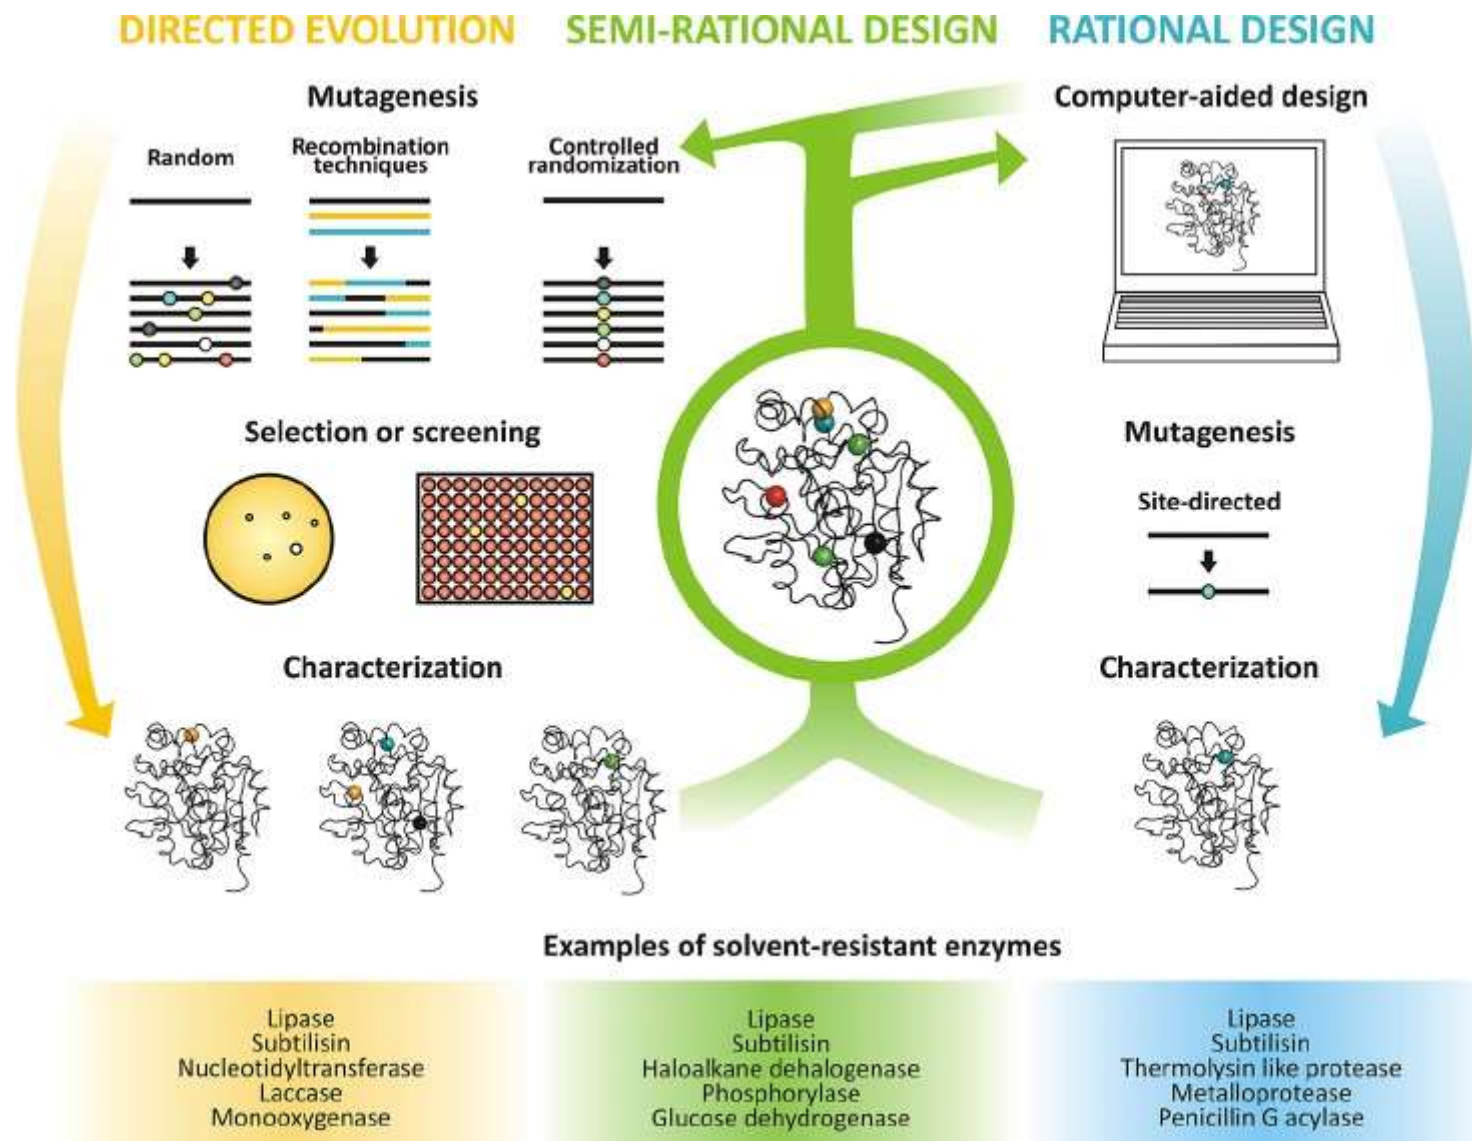 DIRECTED EVOLUTION
SEMI-RATIONAL DESIGN
RATIONAL DESIGN
Mutagenesis
Random
Recombination
techniques
Controlled
randomization
Selection or screening
Characterization
Computer-aided design
Mutagenesis
Site-directed
Characterization
Examples of solvent-resistant enzymes
Lipase
Subtilisin
Nucleotidyltransferase
Laccase
Monooxygenase
Lipase
Subtilisin
Haloalkane dehalogenase
Phosphorylase
Glucose dehydrogenase
Lipase
Subtilisin
Thermolysin like protease
Metalloprotease
Penicillin G acylase